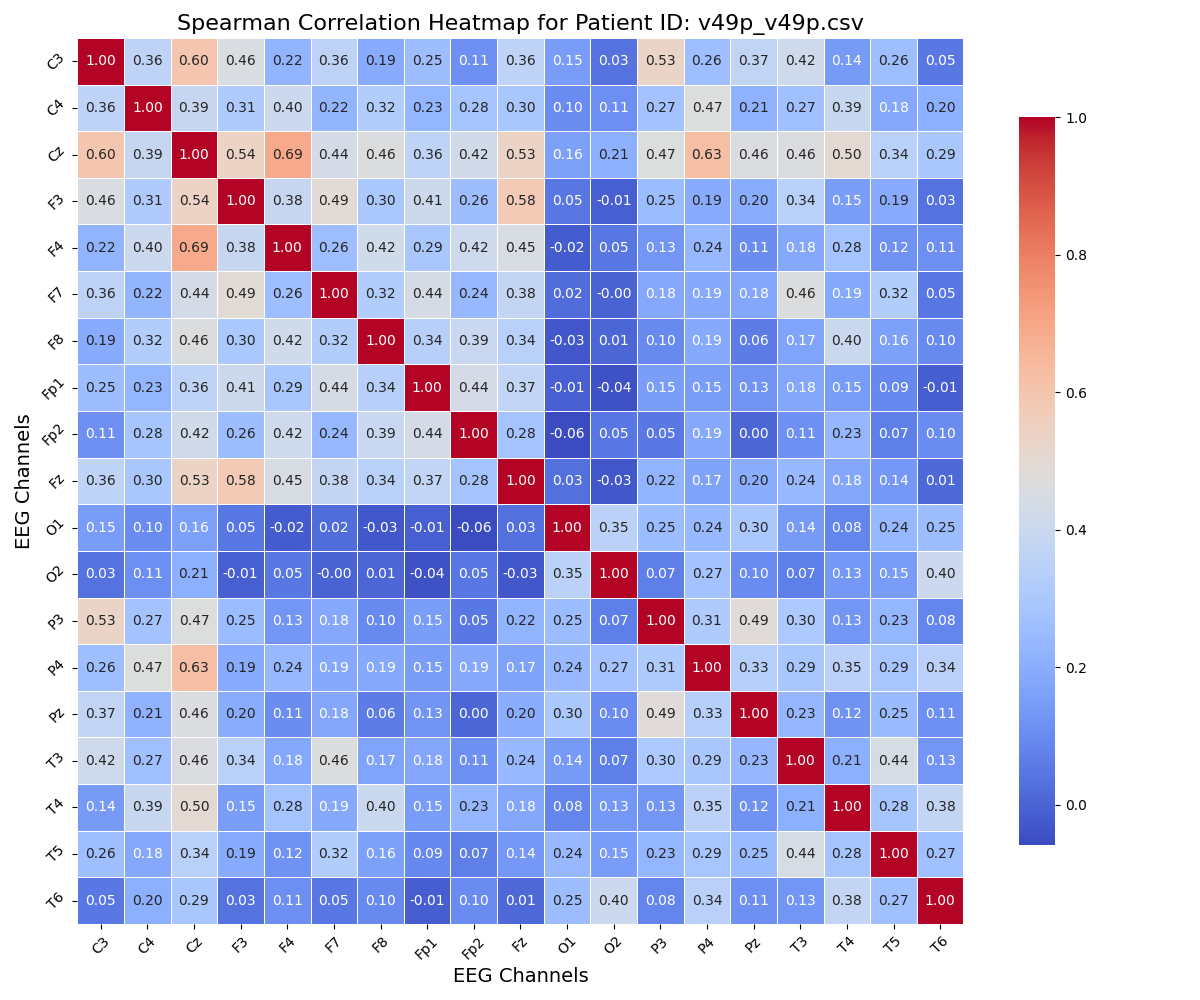 Spearman Correlation Heatmap for Patient ID: v49p_v49p.csv
C3 1.00 0.36 0.60 0.46 0.22 0.36 0.19 0.25 0.11 0.36 0.15 0.03 0.53 0.26 0.37 0.42 0.14 0.26 0.05
C4 0.36 1.00 0.39 0.31 0.40 0.22 0.32 0.23 0.28 0.30 0.10 0.11 0.27 0.47 0.21 0.27 0.39 0.18 0.20
Cz 0.60 0.39 1.00 0.54 0.69 0.44 0.46 0.36 0.42 0.53 0.16 0.21 0.47 0.63 0.46 0.46 0.50 0.34 0.29
F3 0.46 0.31 0.54 1.00 0.38 0.49 0.30 0.41 0.26 0.58 0.05 -0.01 0.25 0.19 0.20 0.34 0.15 0.19 0.03
F4 0.22 0.40 0.69 0.38 1.00 0.26 0.42 0.29 0.42 0.45 -0.02 0.05 0.13 0.24 0.11 0.18 0.28 0.12 0.11
F7 0.36 0.22 0.44 0.49 0.26 1.00 0.32 0.44 0.24 0.38 0.02 -0.00 0.18 0.19 0.18 0.46 0.19 0.32 0.05
F8 0.19 0.32 0.46 0.30 0.42 0.32 1.00 0.34 0.39 0.34 -0.03 0.01 0.10 0.19 0.06 0.17 0.40 0.16 0.10
Fp1 0.25 0.23 0.36 0.41 0.29 0.44 0.34 1.00 0.44 0.37 -0.01 -0.04 0.15 0.15 0.13 0.18 0.15 0.09 -0.01
Fp2 0.11 0.28 0.42 0.26 0.42 0.24 0.39 0.44 1.00 0.28 -0.06 0.05 0.05 0.19 0.00 0.11 0.23 0.07 0.10
Fz 0.36 0.30 0.53 0.58 0.45 0.38 0.34 0.37 0.28 1.00 0.03 -0.03 0.22 0.17 0.20 0.24 0.18 0.14 0.01
O1 0.15 0.10 0.16 0.05 -0.02 0.02 -0.03 -0.01 -0.06 0.03 1.00 0.35 0.25 0.24 0.30 0.14 0.08 0.24 0.25
O2 0.03 0.11 0.21 -0.01 0.05 -0.00 0.01 -0.04 0.05 -0.03 0.35 1.00 0.07 0.27 0.10 0.07 0.13 0.15 0.40
P3 0.53 0.27 0.47 0.25 0.13 0.18 0.10 0.15 0.05 0.22 0.25 0.07 1.00 0.31 0.49 0.30 0.13 0.23 0.08
P4 0.26 0.47 0.63 0.19 0.24 0.19 0.19 0.15 0.19 0.17 0.24 0.27 0.31 1.00 0.33 0.29 0.35 0.29 0.34
Pz 0.37 0.21 0.46 0.20 0.11 0.18 0.06 0.13 0.00 0.20 0.30 0.10 0.49 0.33 1.00 0.23 0.12 0.25 0.11
T3 0.42 0.27 0.46 0.34 0.18 0.46 0.17 0.18 0.11 0.24 0.14 0.07 0.30 0.29 0.23 1.00 0.21 0.44 0.13
T4 0.14 0.39 0.50 0.15 0.28 0.19 0.40 0.15 0.23 0.18 0.08 0.13 0.13 0.35 0.12 0.21 1.00 0.28 0.38
T5 0.26 0.18 0.34 0.19 0.12 0.32 0.16 0.09 0.07 0.14 0.24 0.15 0.23 0.29 0.25 0.44 0.28 1.00 0.27
T6 0.05 0.20 0.29 0.03 0.11 0.05 0.10 -0.01 0.10 0.01 0.25 0.40 0.08 0.34 0.11 0.13 0.38 0.27 1.00
C3 C4 Cz F3 F4 F7 F8 Fp1 Fp2 Fz O1 O2 P3 P4 Pz T3 T4 T5 T6
EEG Channels
EEG Channels
1.0
0.8
0.6
0.4
0.2
0.0